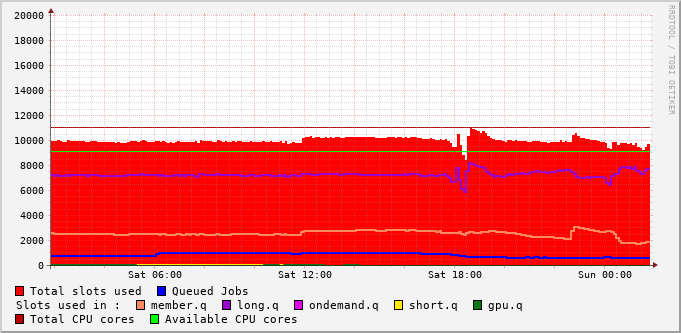 20000
18000
16000
14000
12000
10000
8000
6000
4000
2000
0
Sat 06:00 Sat 12:00 Sat 18:00 Sun 00:00
Total slots used Queued Jobs
Slots used in : member.q long.q ondemand.q short.q gpu.q
Total CPU cores Available CPU cores
RRDTOOL / TOBI OETIKER